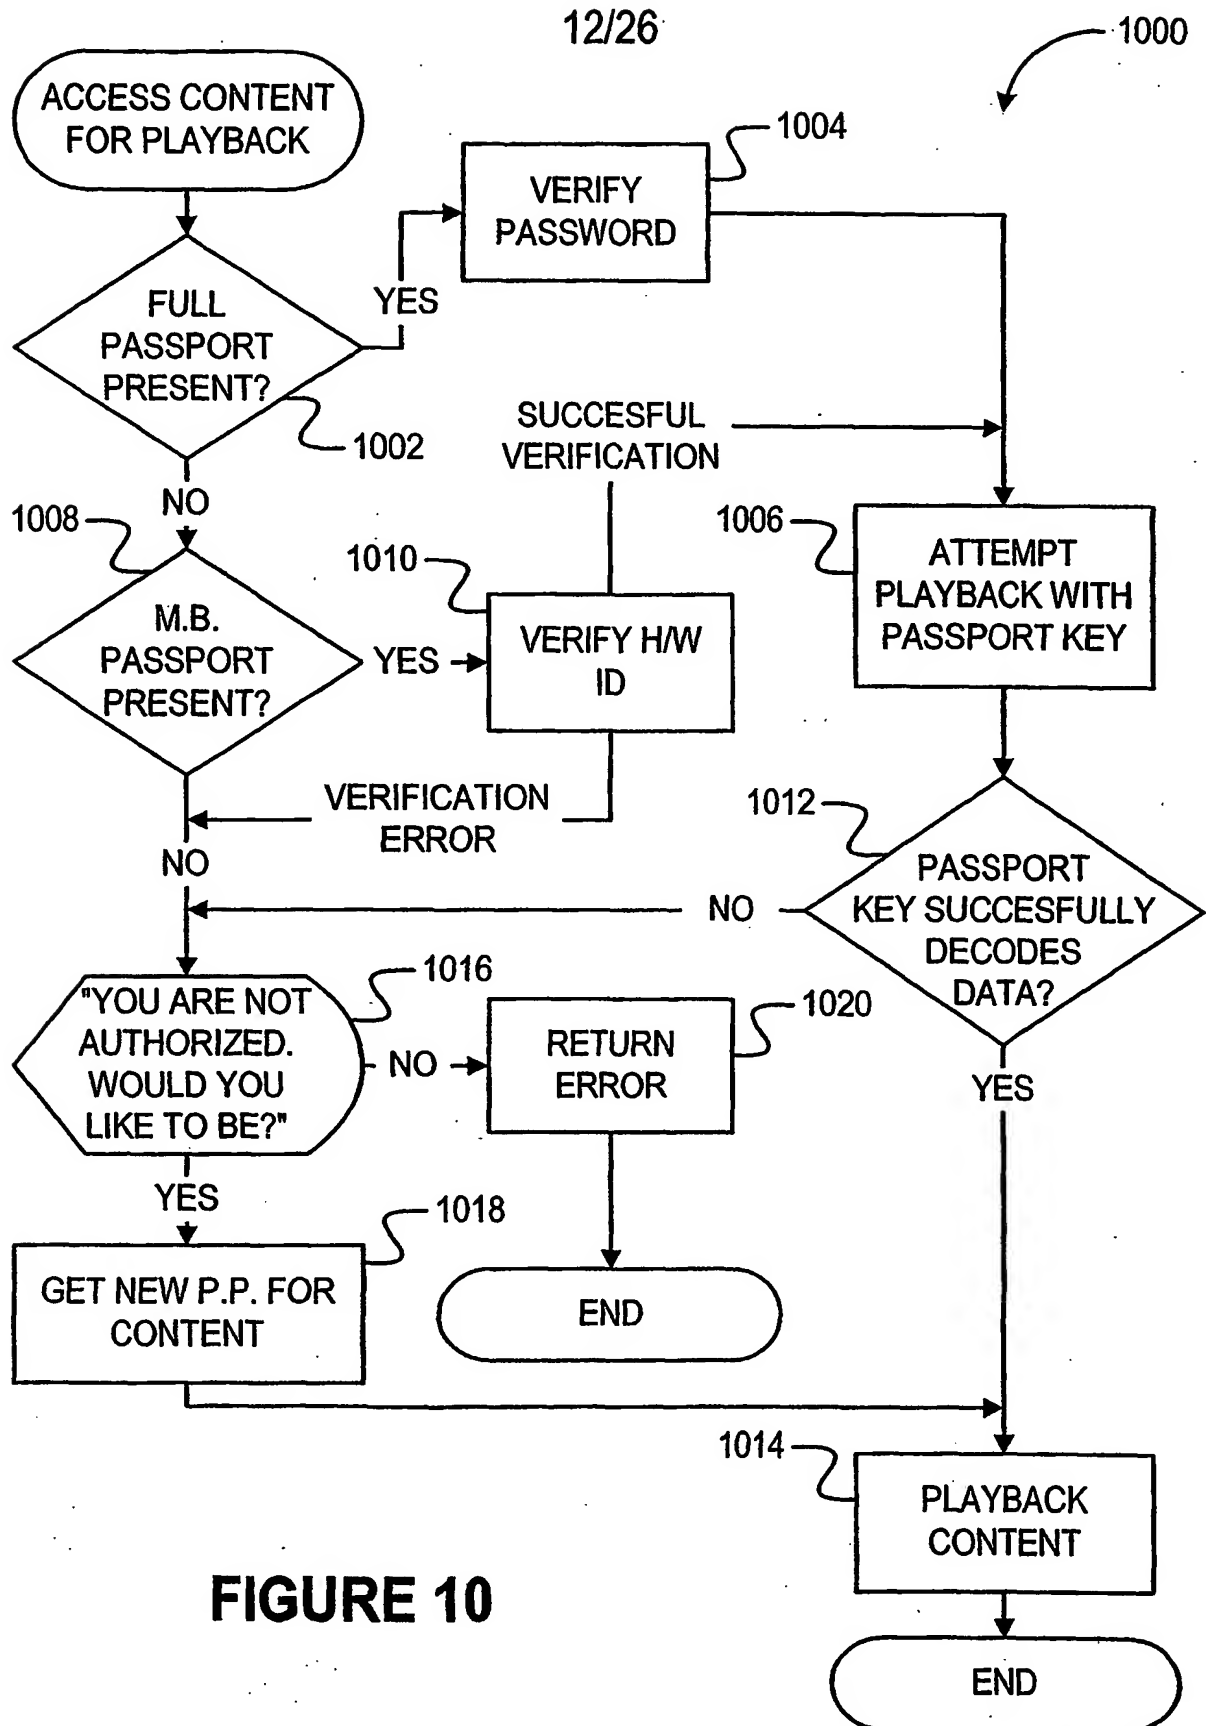 12/26
1000
ACCESS CONTENT
FOR PLAYBACK
1004
VERIFY
PASSWORD
YES
FULL
PASSPORT
PRESENT?
1002
SUCCESFUL
VERIFICATION
NO
1008
1010
1006
ATTEMPT
PLAYBACK WITH
PASSPORT KEY
M.B.
PASSPORT
PRESENT?
YES
VERIFY H/W
ID
VERIFICATION
ERROR
1012
NO
PASSPORT
KEY SUCCESFULLY
DECODES
DATA?
NO
1016
"YOU ARE NOT
AUTHORIZED.
WOULD YOU
LIKE TO BE?"
NO
RETURN
ERROR
1020
YES
YES
1018
GET NEW P.P. FOR
CONTENT
END
1014
PLAYBACK
CONTENT
FIGURE 10
END